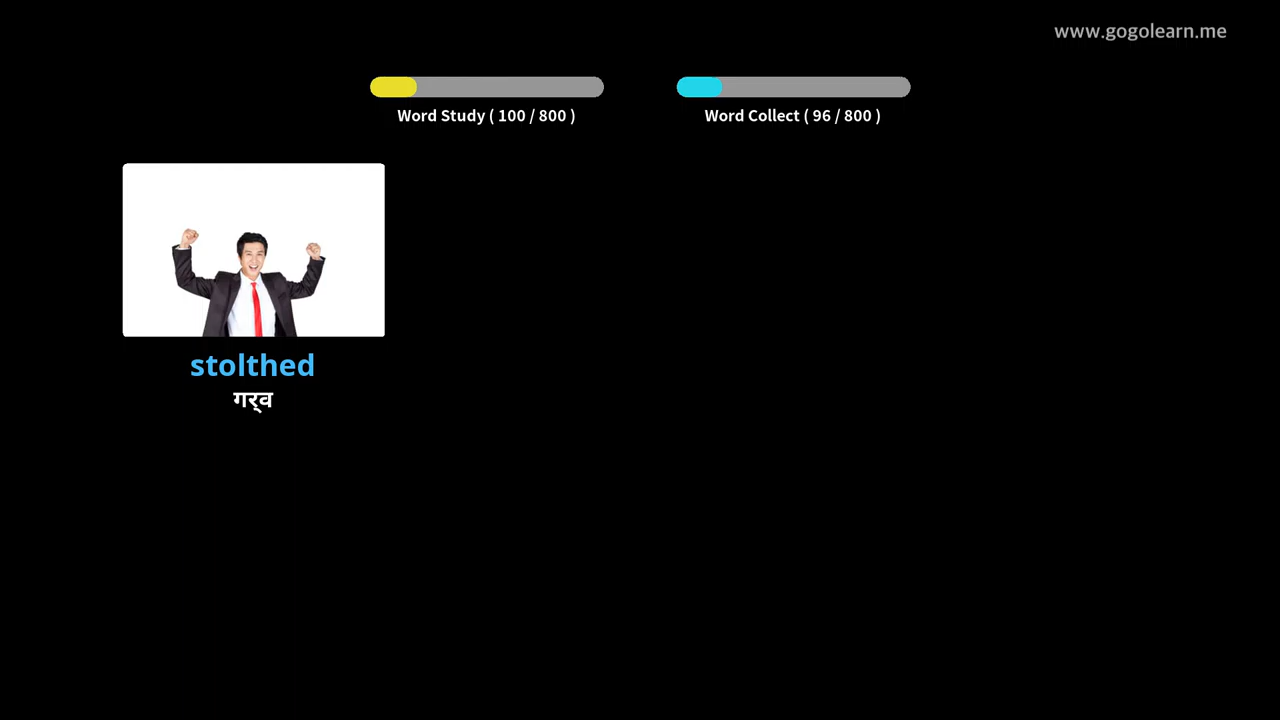 www.gogolearn.me
Word Study ( 100 / 800 )
Word Collect ( 96 / 800 )
stolthed
गर्व